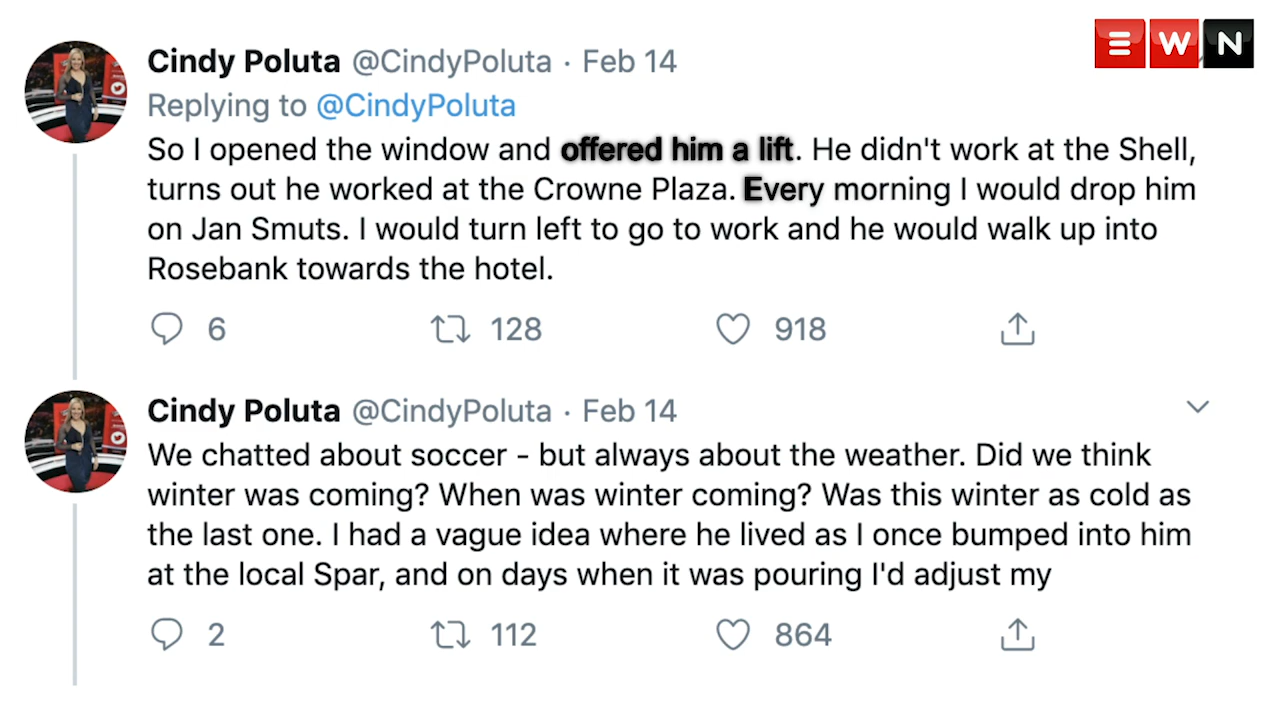 EWN
Cindy Poluta @CindyPoluta · Feb 14
Replying to @CindyPoluta
So I opened the window and offered him a lift. He didn't work at the Shell,
turns out he worked at the Crowne Plaza. Every morning I would drop him
on Jan Smuts. I would turn left to go to work and he would walk up into
Rosebank towards the hotel.
6 128 918
Cindy Poluta @CindyPoluta · Feb 14
We chatted about soccer - but always about the weather. Did we think
winter was coming? When was winter coming? Was this winter as cold as
the last one. I had a vague idea where he lived as I once bumped into him
at the local Spar, and on days when it was pouring I'd adjust my
2 112 864